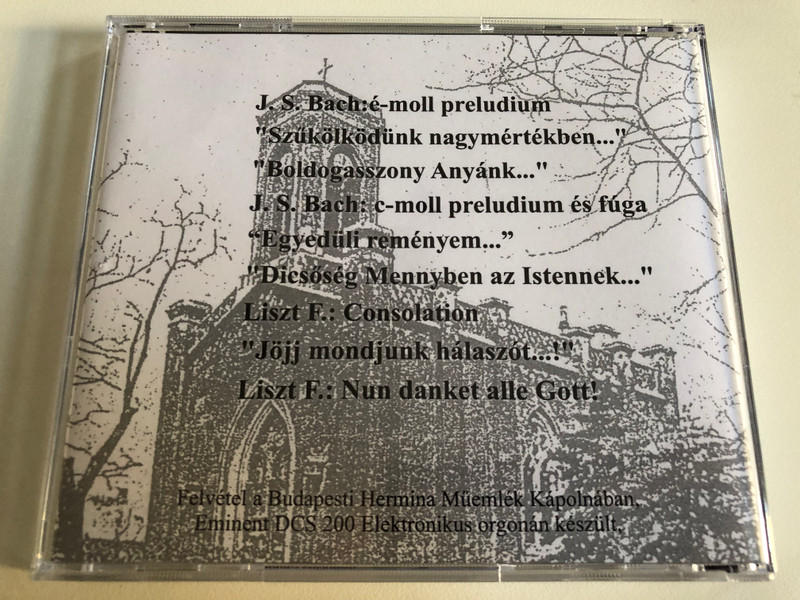 J. S. Bach:é-moll preludium
"Szűkölködünk nagymértékben..."
"Boldogasszony Anyánk..."
J. S. Bach: c-moll preludium és fúga
“Egyedüli reményem...”
"Dicsőség Mennyben az Istennek..."
Liszt F.: Consolation
"Jöjj mondjunk hálaszót...!"
Liszt F.: Nun danket alle Gott!
Felvétel a Budapesti Hermina Műemlék Kápolnában,
Eminent DCS 200 Elektronikus orgonán készült,